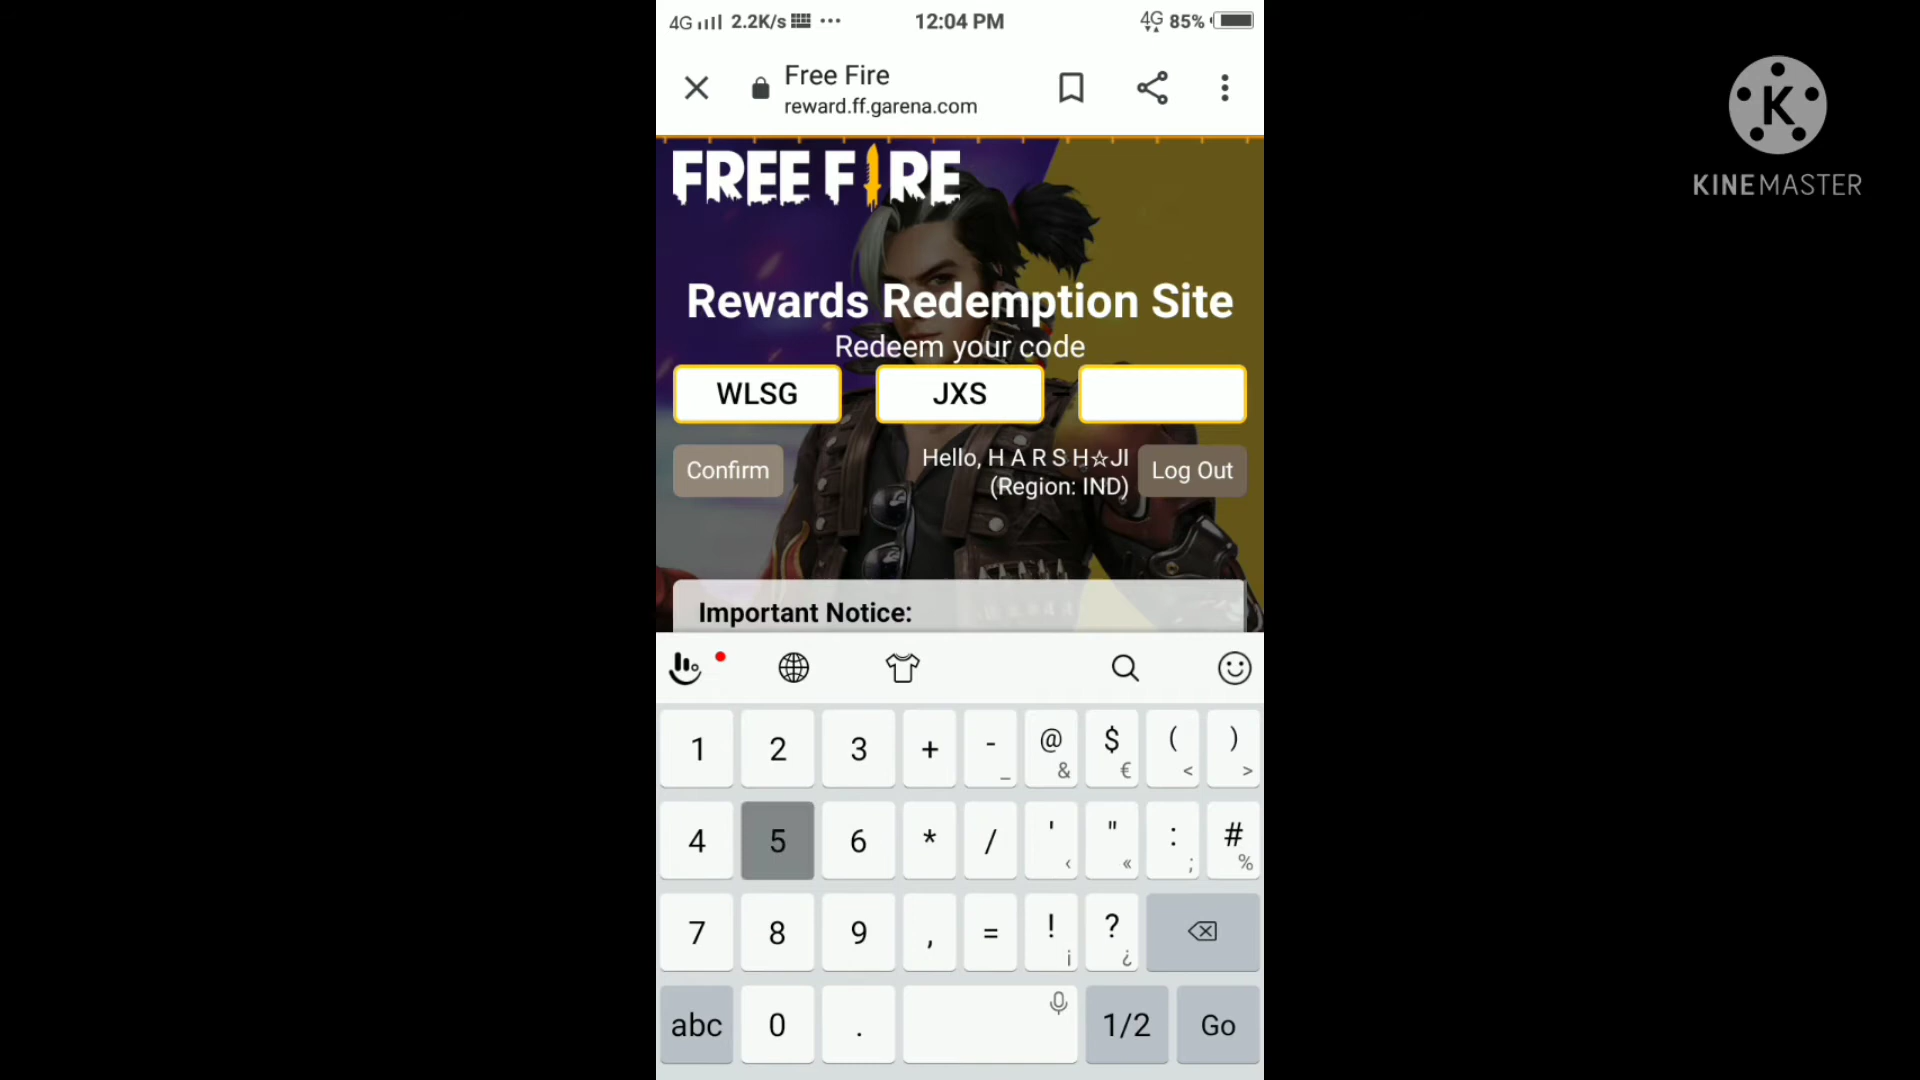 4G 2.2K/s ... 12:04 PM 4G 85%
Free Fire
reward.ff.garena.com
K
KINEMASTER
FREE FIRE
Rewards Redemption Site
Redeem your code
WLSG JXS -
Confirm Hello, H A R S H☆JI Log Out
(Region: IND)
Important Notice:
1 2 3 + - _ @ & $ € ( < ) >
4 5 6 * / ' ‹ " « : ; # %
7 8 9 , = ! ¡ ? ¿
abc 0 . 1/2 Go